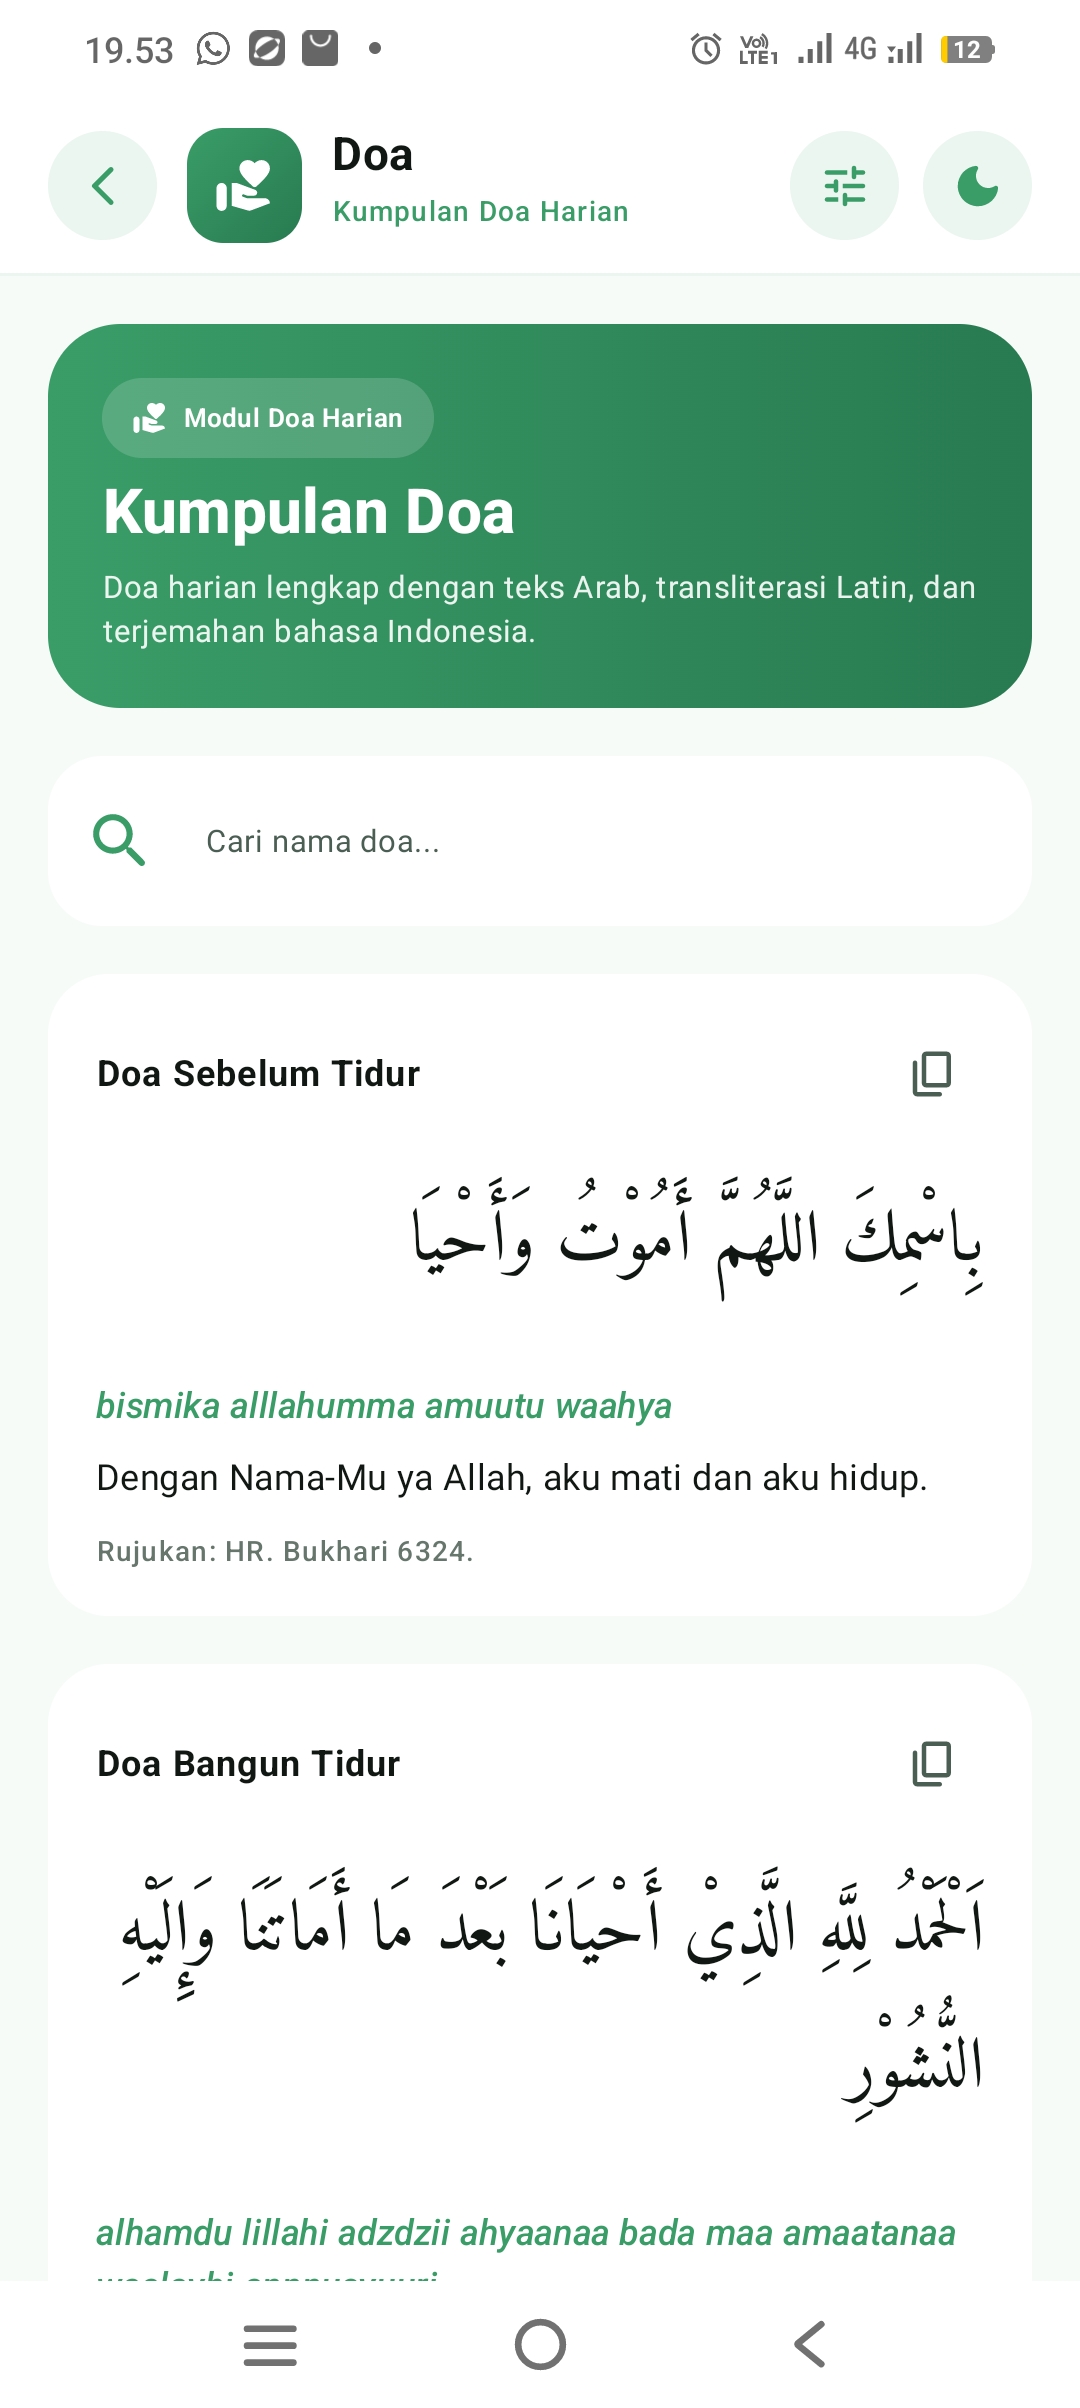 19.53
Vo))
LTE1
4G
12
Doa
Kumpulan Doa Harian
Modul Doa Harian
Kumpulan Doa
Doa harian lengkap dengan teks Arab, transliterasi Latin, dan
terjemahan bahasa Indonesia.
Cari nama doa...
Doa Sebelum Tidur
بِاسْمِكَ اللَّهُمَّ أَمُوْتُ وَأَحْيَا
bismika alllahumma amuutu waahya
Dengan Nama-Mu ya Allah, aku mati dan aku hidup.
Rujukan: HR. Bukhari 6324.
Doa Bangun Tidur
اَلْحَمْدُ لِلَّهِ الَّذِيْ أَحْيَانَا بَعْدَ مَا أَمَاتَنَا وَإِلَيْهِ
النُّشُوْرِ
alhamdu lillahi adzdzii ahyaanaa bada maa amaatanaa